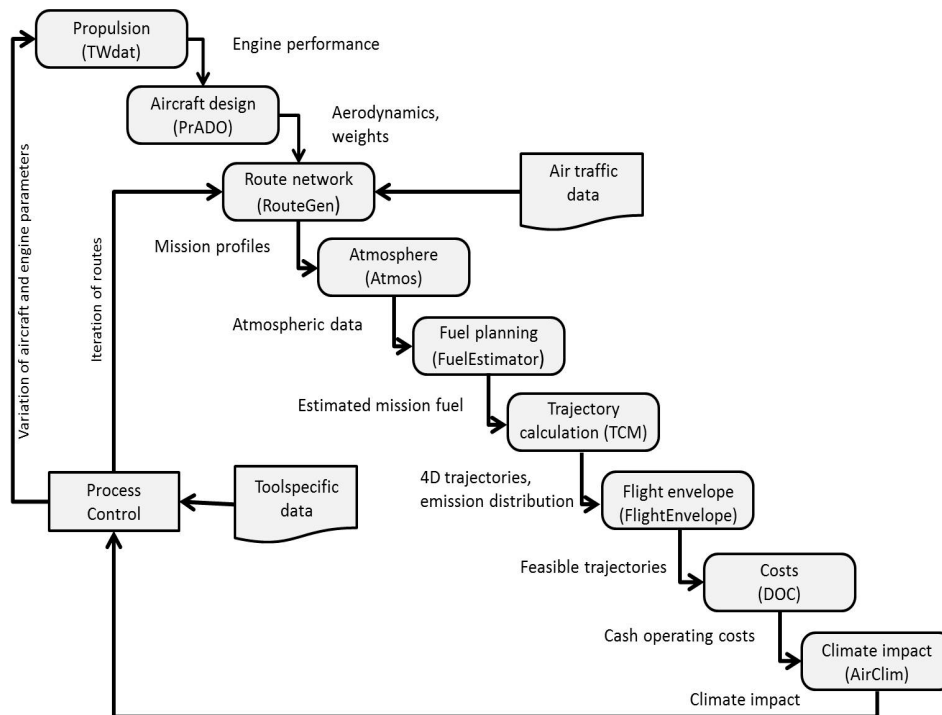 Propulsion
(TWdat)
Engine performance
Aircraft design
(PrADO)
Aerodynamics,
weights
Route network
(RouteGen)
Air traffic
data
Mission profiles
Atmosphere
(Atmos)
Variation of aircraft and engine parameters
Iteration of routes
Atmospheric data
Fuel planning
(FuelEstimator)
Estimated mission fuel
Trajectory
calculation (TCM)
Process
Control
Toolspecific
data
4D trajectories,
emission distribution
Flight envelope
(FlightEnvelope)
Feasible trajectories
Costs
(DOC)
Cash operating costs
Climate impact
(AirClim)
Climate impact